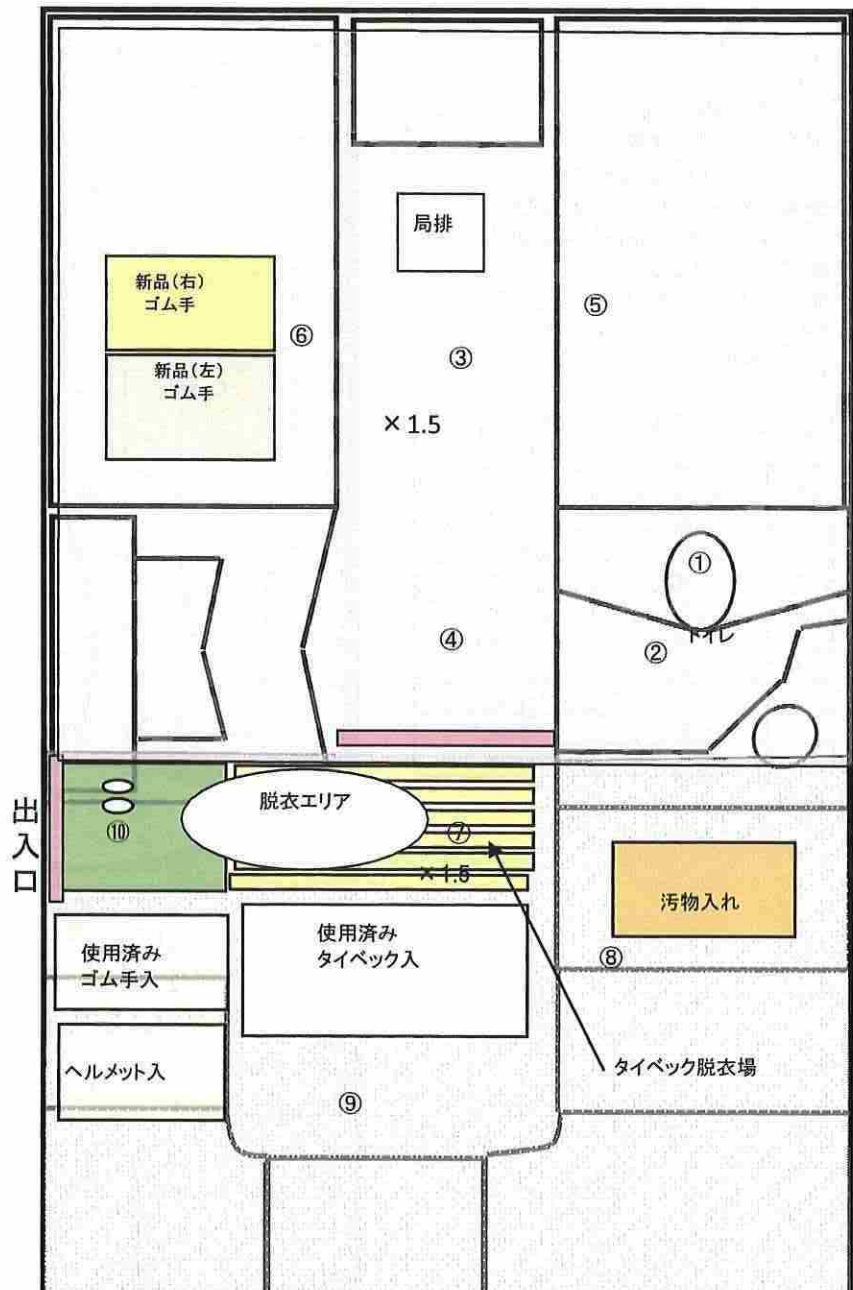 局排
新品(右)
ゴム手
⑥
⑤
③
新品(左)
ゴム手
×1.5
①
④
②
トイレ
出入口
脱衣エリア
⑩
⑦
×1.5
汚物入れ
使用済み
ゴム手入
使用済み
タイベック入
⑧
ヘルメット入
タイベック脱衣場
⑨